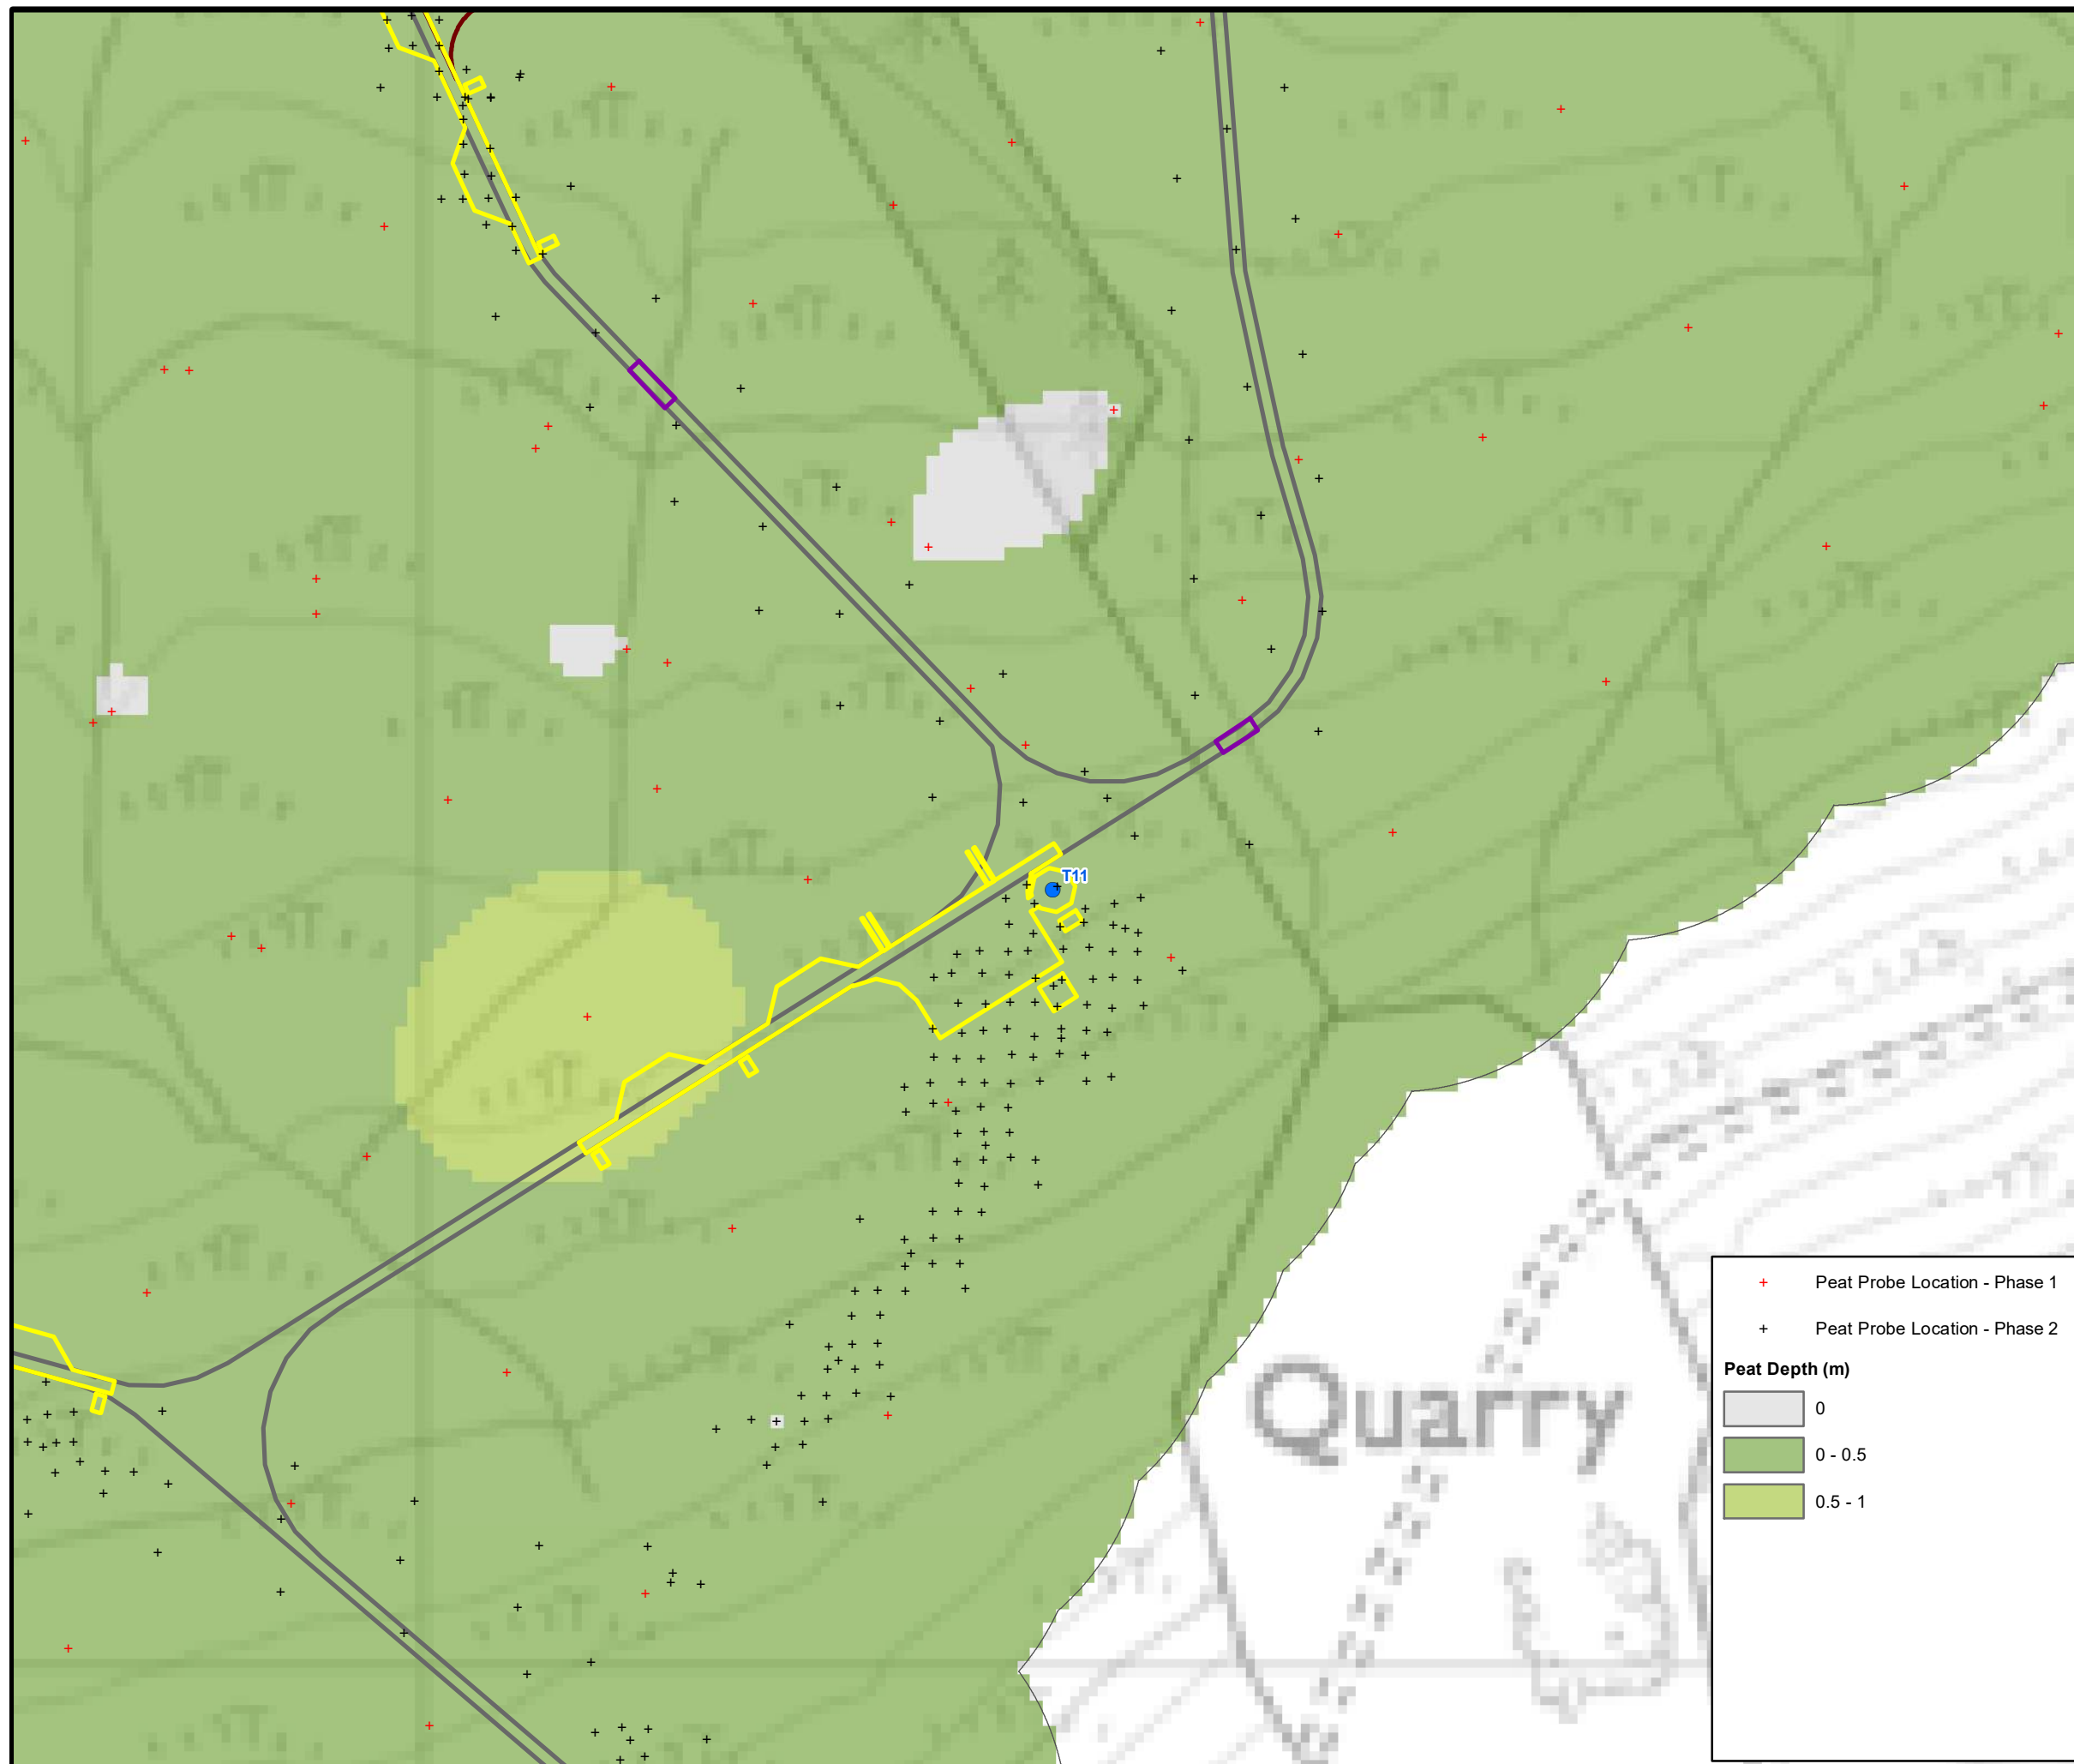 T11
Quarry
Peat Probe Location - Phase 1
Peat Probe Location - Phase 2
Peat Depth (m)
0
0 - 0.5
0.5 - 1